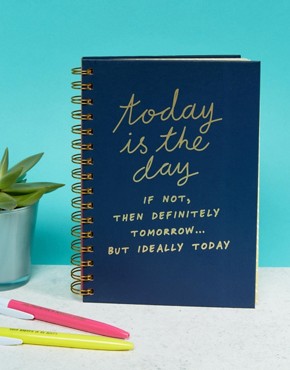 today
is the
day
IF NOT,
THEN DEFINITELY
TOMORROW...
BUT IDEALLY TODAY